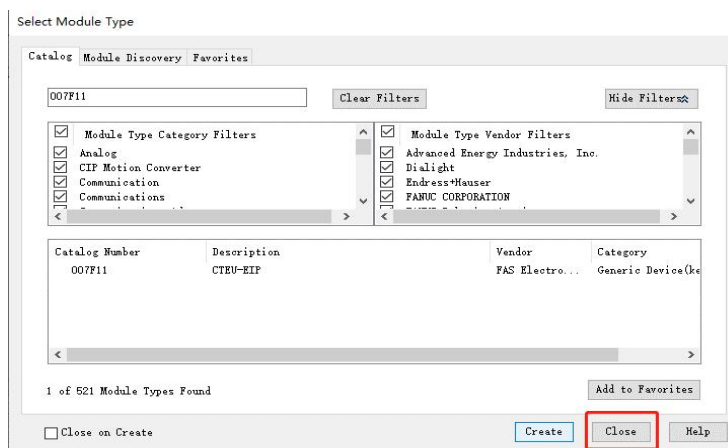 Select Module Type
Catalog Module Discovery Favorites
007F11 Clear Filters Hide Filters
Module Type Category Filters Module Type Vendor Filters
Analog Advanced Energy Industries, Inc.
CIP Motion Converter Dialight
Communication Endress+Hauser
Communications FANUC CORPORATION
Catalog Number Description Vendor Category
007F11 CTEU-EIP FAS Electro... Generic Device(ke
1 of 521 Module Types Found Add to Favorites
Close on Create Create Close Help